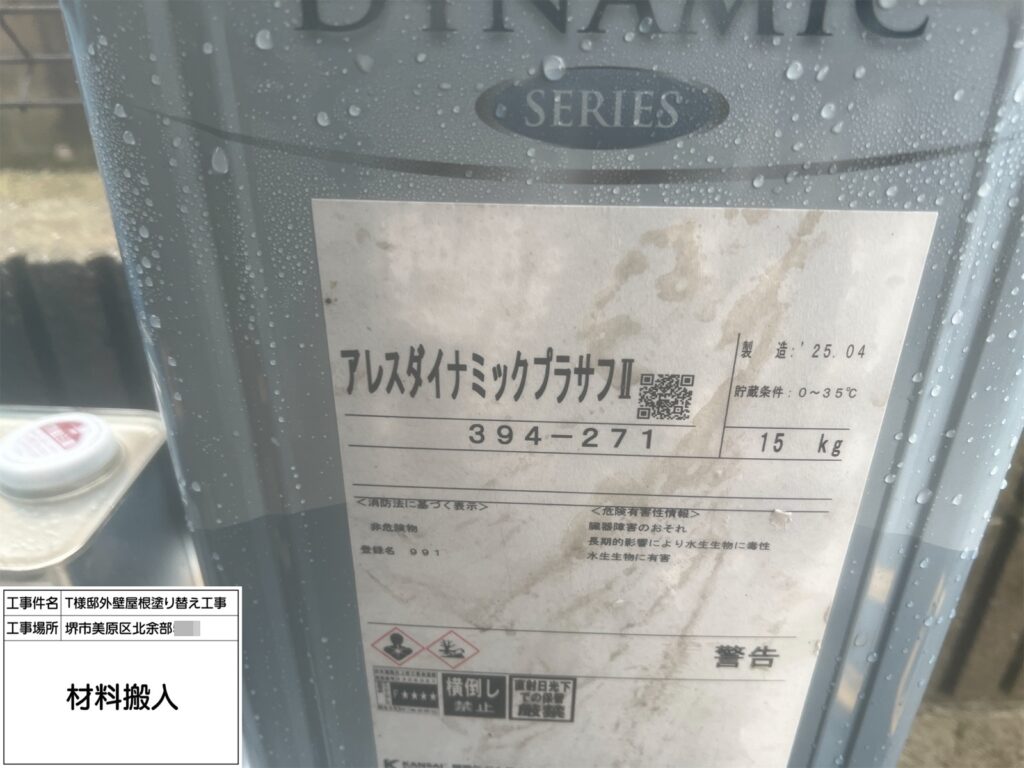 DYNAMIC
SERIES
アレスダイナミックプラサフⅡ
394-271
製　造:'25.04
貯蔵条件：0～35℃
15 kg
＜消防法に基づく表示＞
非危険物
登録名 991
＜危険有害性情報＞
臓器障害のおそれ
長期的影響により水生生物に毒性
水生生物に有害
警告
F★★★★
横倒し
禁止
直射日光下
での保管
厳禁
KANSAI
工事件名 T様邸外壁屋根塗り替え工事
工事場所 堺市美原区北余部
材料搬入